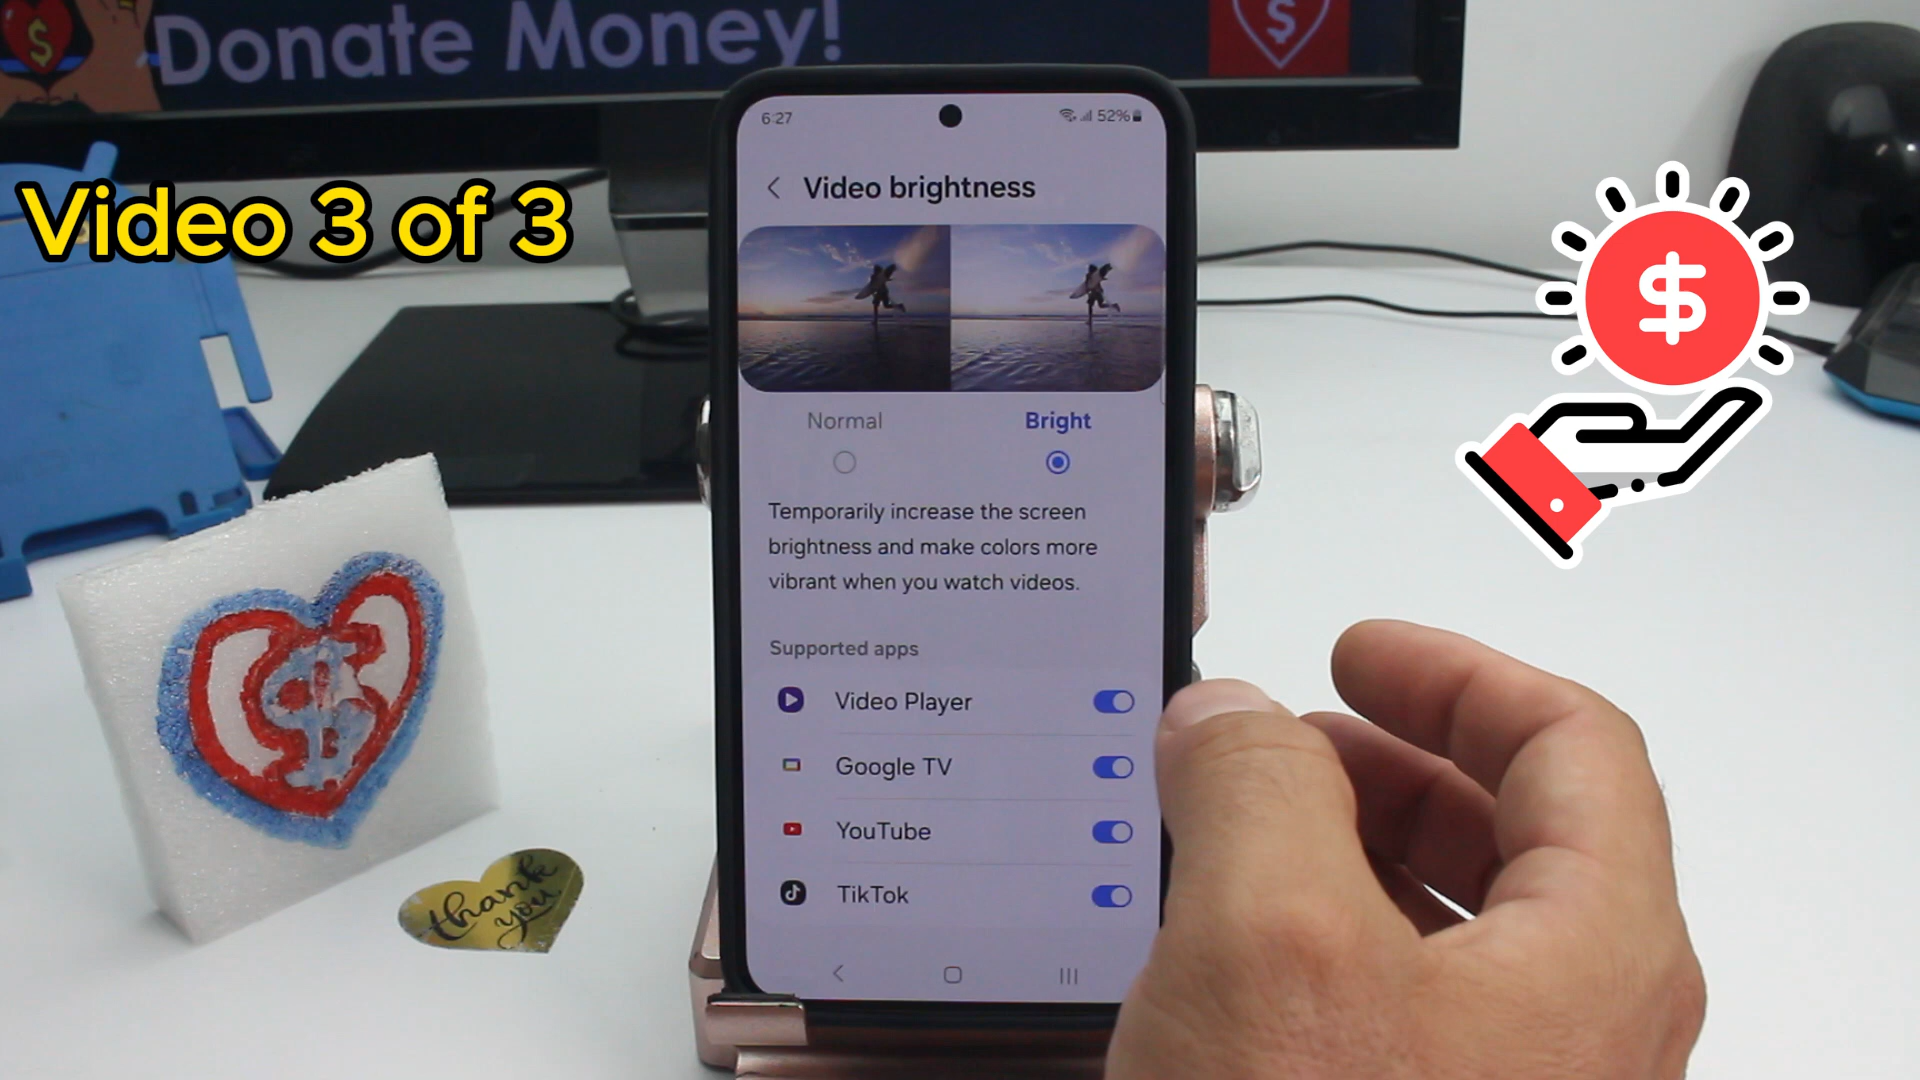 Donate Money!
$
$
Video 3 of 3
6:27
52%
Video brightness
$
Normal
Bright
Temporarily increase the screen
brightness and make colors more
vibrant when you watch videos.
Supported apps
Video Player
Google TV
YouTube
TikTok
$
thank
you